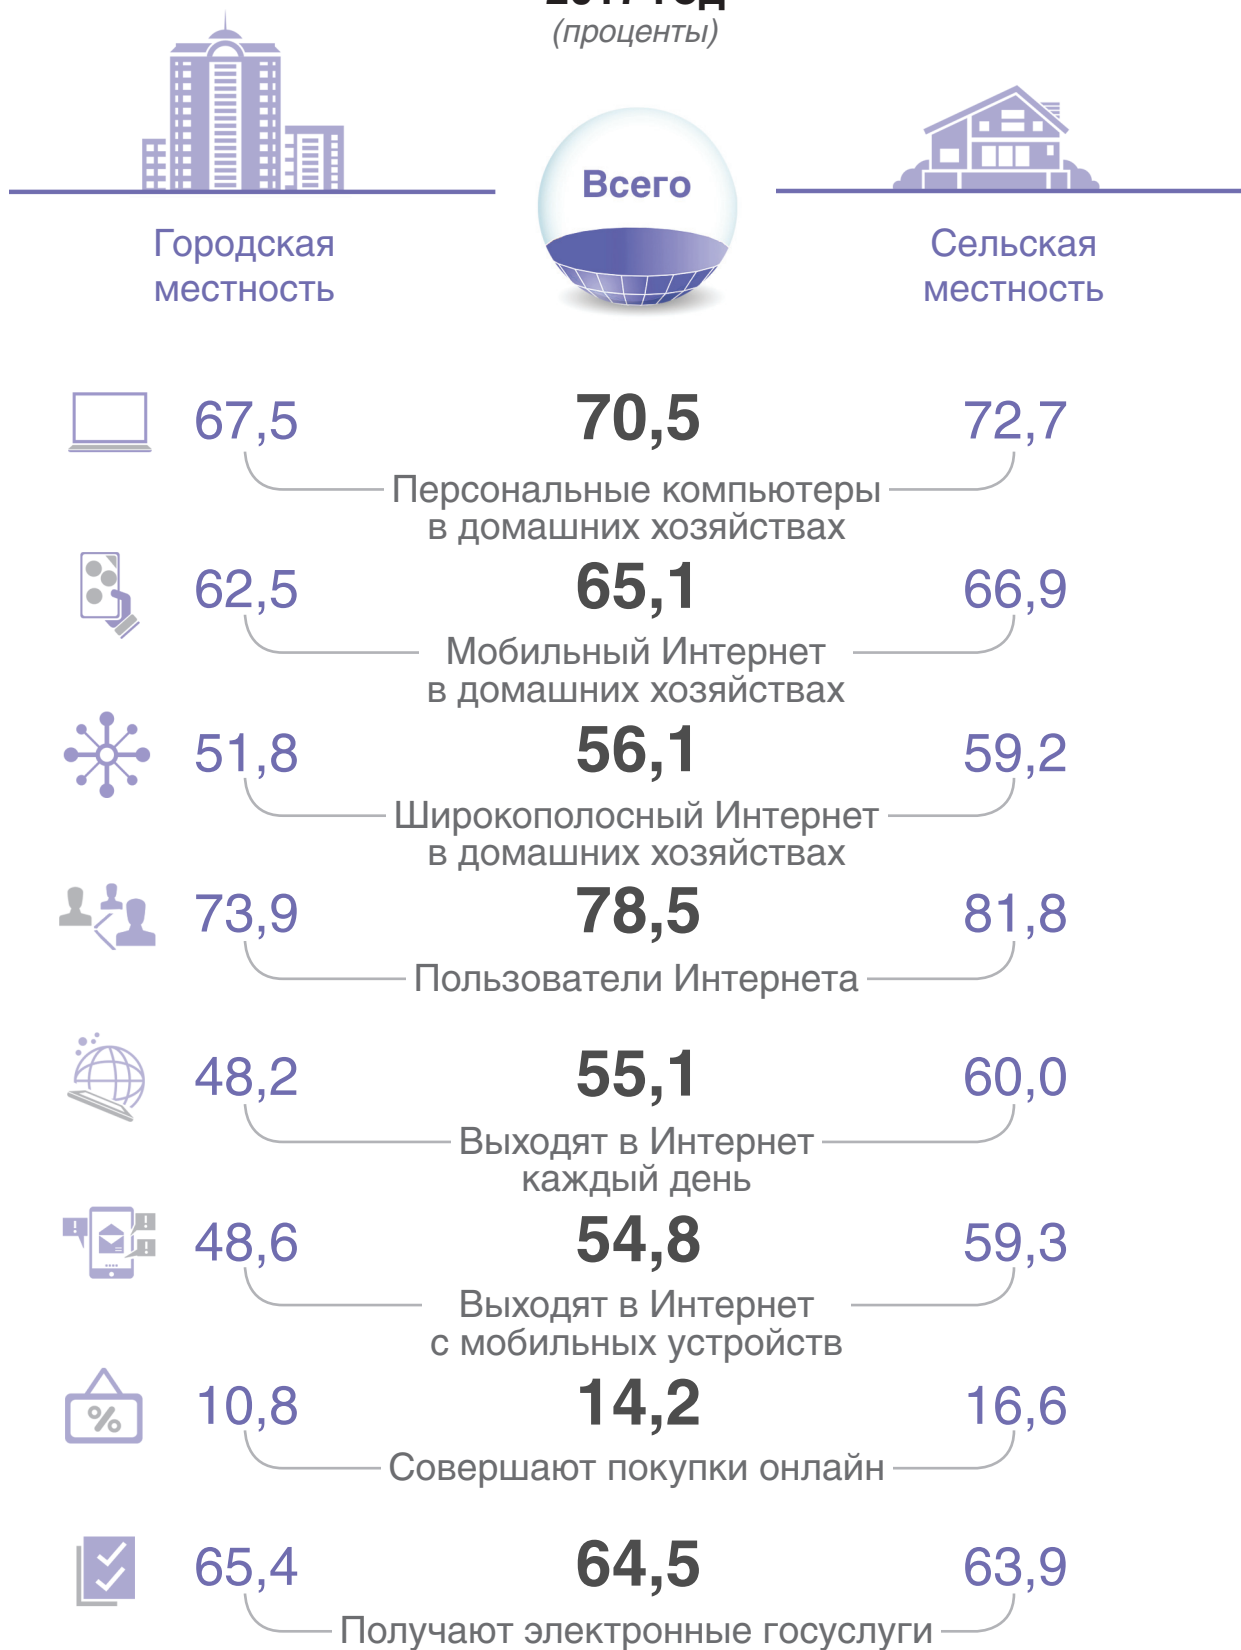 2017 год
(проценты)
Всего
Городская
местность
Сельская
местность
67,5 70,5 72,7
Персональные компьютеры
в домашних хозяйствах
62,5 65,1 66,9
Мобильный Интернет
в домашних хозяйствах
51,8 56,1 59,2
Широкополосный Интернет
в домашних хозяйствах
73,9 78,5 81,8
Пользователи Интернета
48,2 55,1 60,0
Выходят в Интернет
каждый день
48,6 54,8 59,3
Выходят в Интернет
с мобильных устройств
% 10,8 14,2 16,6
Совершают покупки онлайн
65,4 64,5 63,9
Получают электронные госуслуги